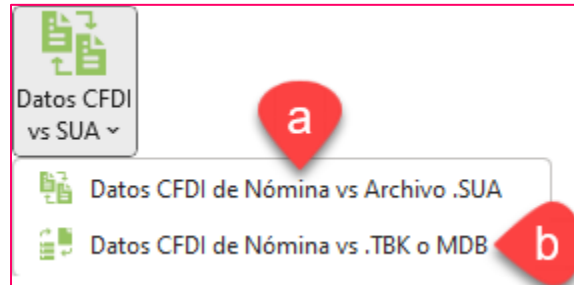 Datos CFDI
vs SUA
a
Datos CFDI de Nómina vs Archivo .SUA
Datos CFDI de Nómina vs .TBK o MDB
b